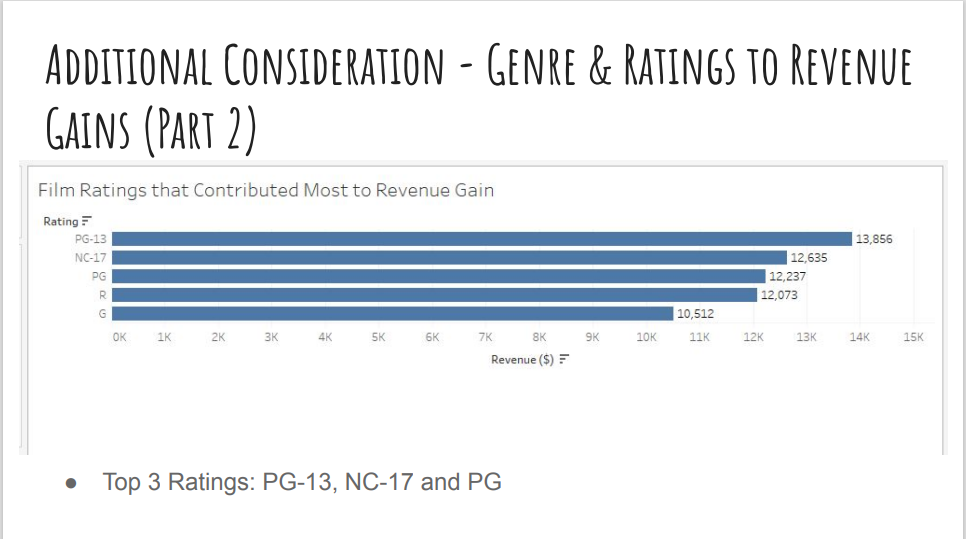 Additional Consideration - Genre & Ratings to Revenue
Gains (Part 2)
Film Ratings that Contributed Most to Revenue Gain
Rating
PG-13 13,856
NC-17 12,635
PG 12,237
R 12,073
G 10,512
0K 1K 2K 3K 4K 5K 6K 7K 8K 9K 10K 11K 12K 13K 14K 15K
Revenue ($)
● Top 3 Ratings: PG-13, NC-17 and PG